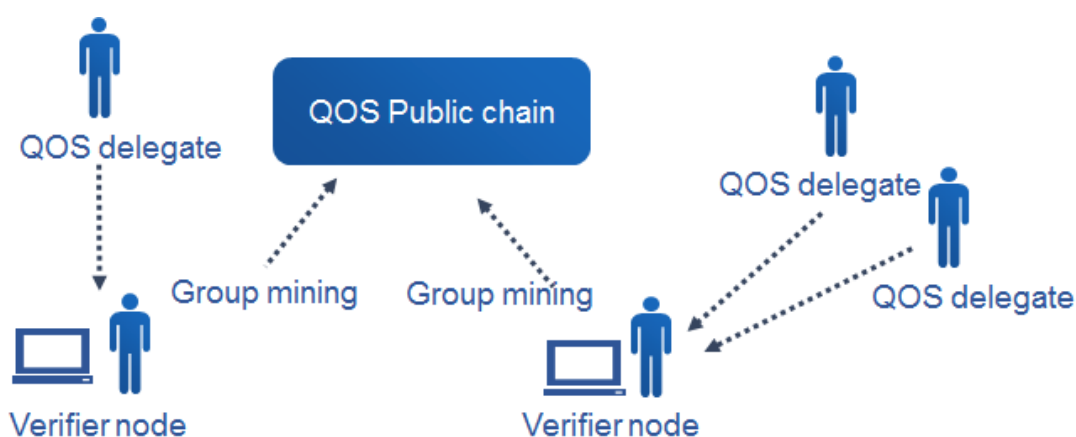 QOS Public chain
QOS delegate
QOS delegate
QOS delegate
Group mining
Group mining
Verifier node
Verifier node